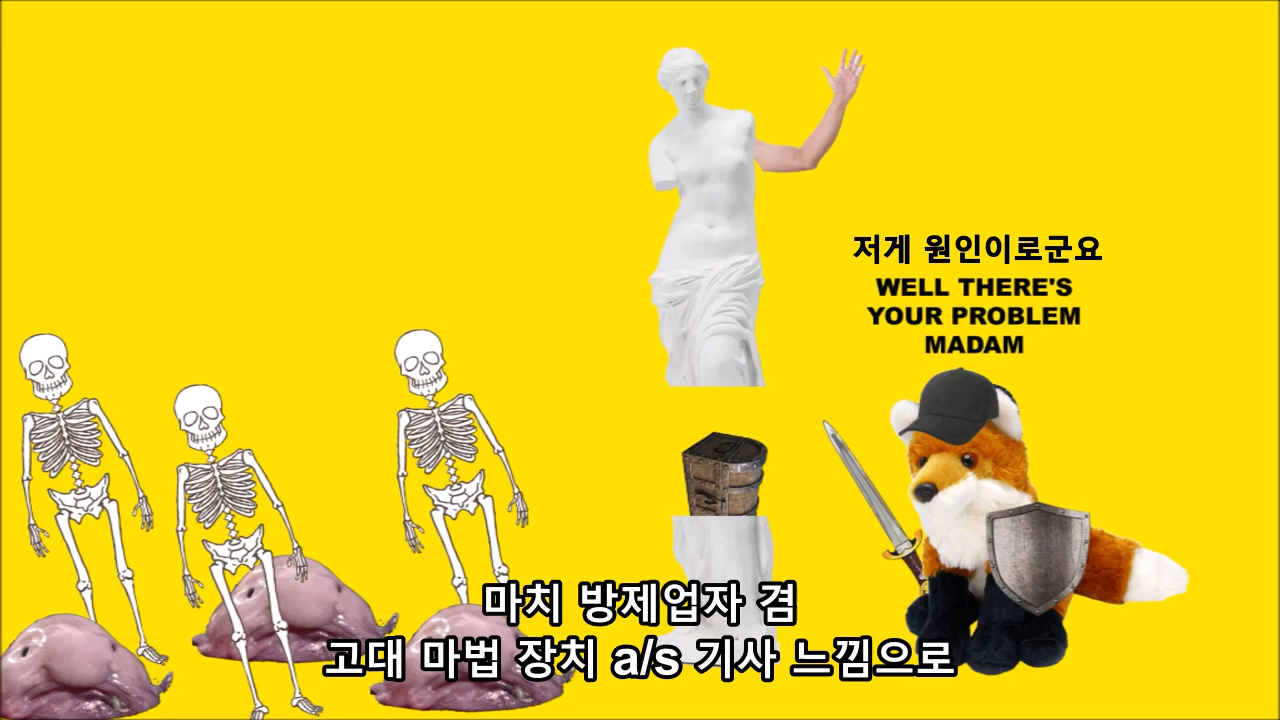 저게 원인이로군요
WELL THERE'S
YOUR PROBLEM
MADAM
마치 방제업자 겸
고대 마법 장치 a/s 기사 느낌으로